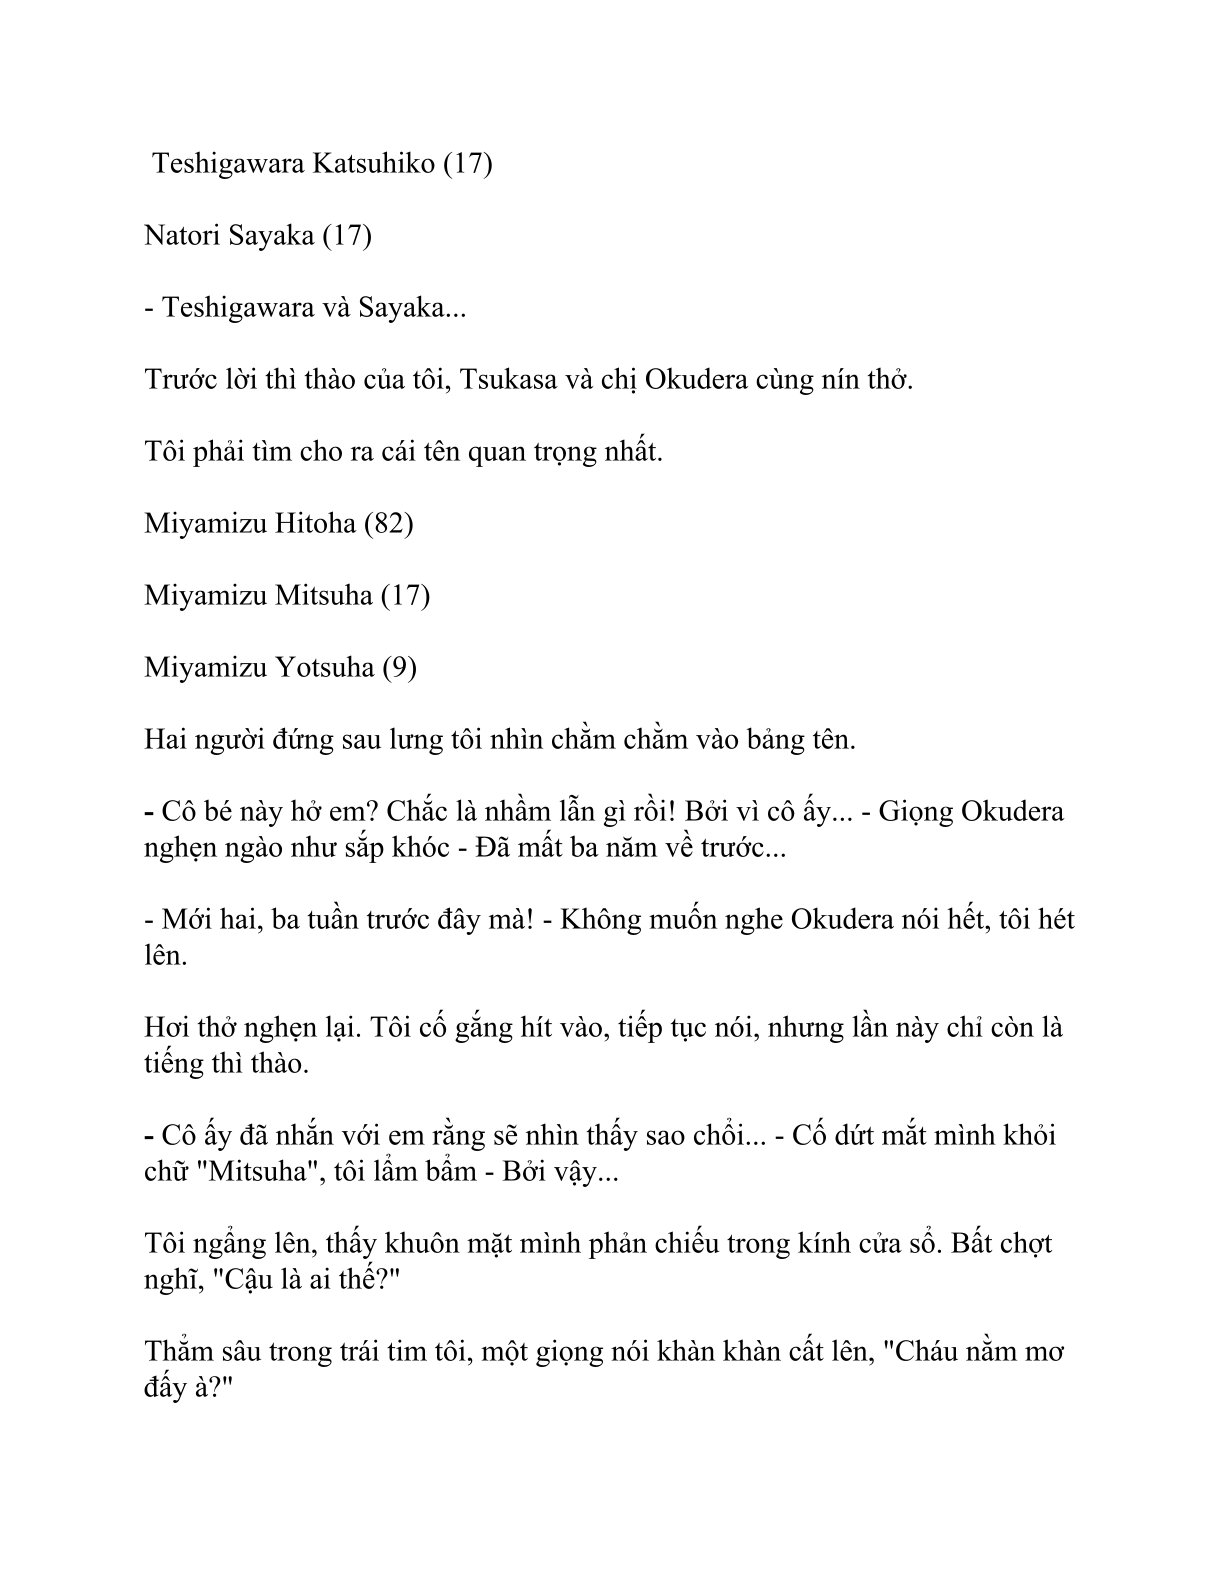 Teshigawara Katsuhiko (17)
Natori Sayaka (17)
- Teshigawara và Sayaka...
Trước lời thì thào của tôi, Tsukasa và chị Okudera cùng nín thở.
Tôi phải tìm cho ra cái tên quan trọng nhất.
Miyamizu Hitoha (82)
Miyamizu Mitsuha (17)
Miyamizu Yotsuha (9)
Hai người đứng sau lưng tôi nhìn chằm chằm vào bảng tên.
- Cô bé này hở em? Chắc là nhầm lẫn gì rồi! Bởi vì cô ấy... - Giọng Okudera
nghẹn ngào như sắp khóc - Đã mất ba năm về trước...
- Mới hai, ba tuần trước đây mà! - Không muốn nghe Okudera nói hết, tôi hét
lên.
Hơi thở nghẹn lại. Tôi cố gắng hít vào, tiếp tục nói, nhưng lần này chỉ còn là
tiếng thì thào.
- Cô ấy đã nhắn với em rằng sẽ nhìn thấy sao chổi... - Cố dứt mắt mình khỏi
chữ "Mitsuha", tôi lẩm bẩm - Bởi vậy...
Tôi ngẩng lên, thấy khuôn mặt mình phản chiếu trong kính cửa sổ. Bất chợt
nghĩ, "Cậu là ai thế?"
Thẳm sâu trong trái tim tôi, một giọng nói khàn khàn cất lên, "Cháu nằm mơ
đấy à?"